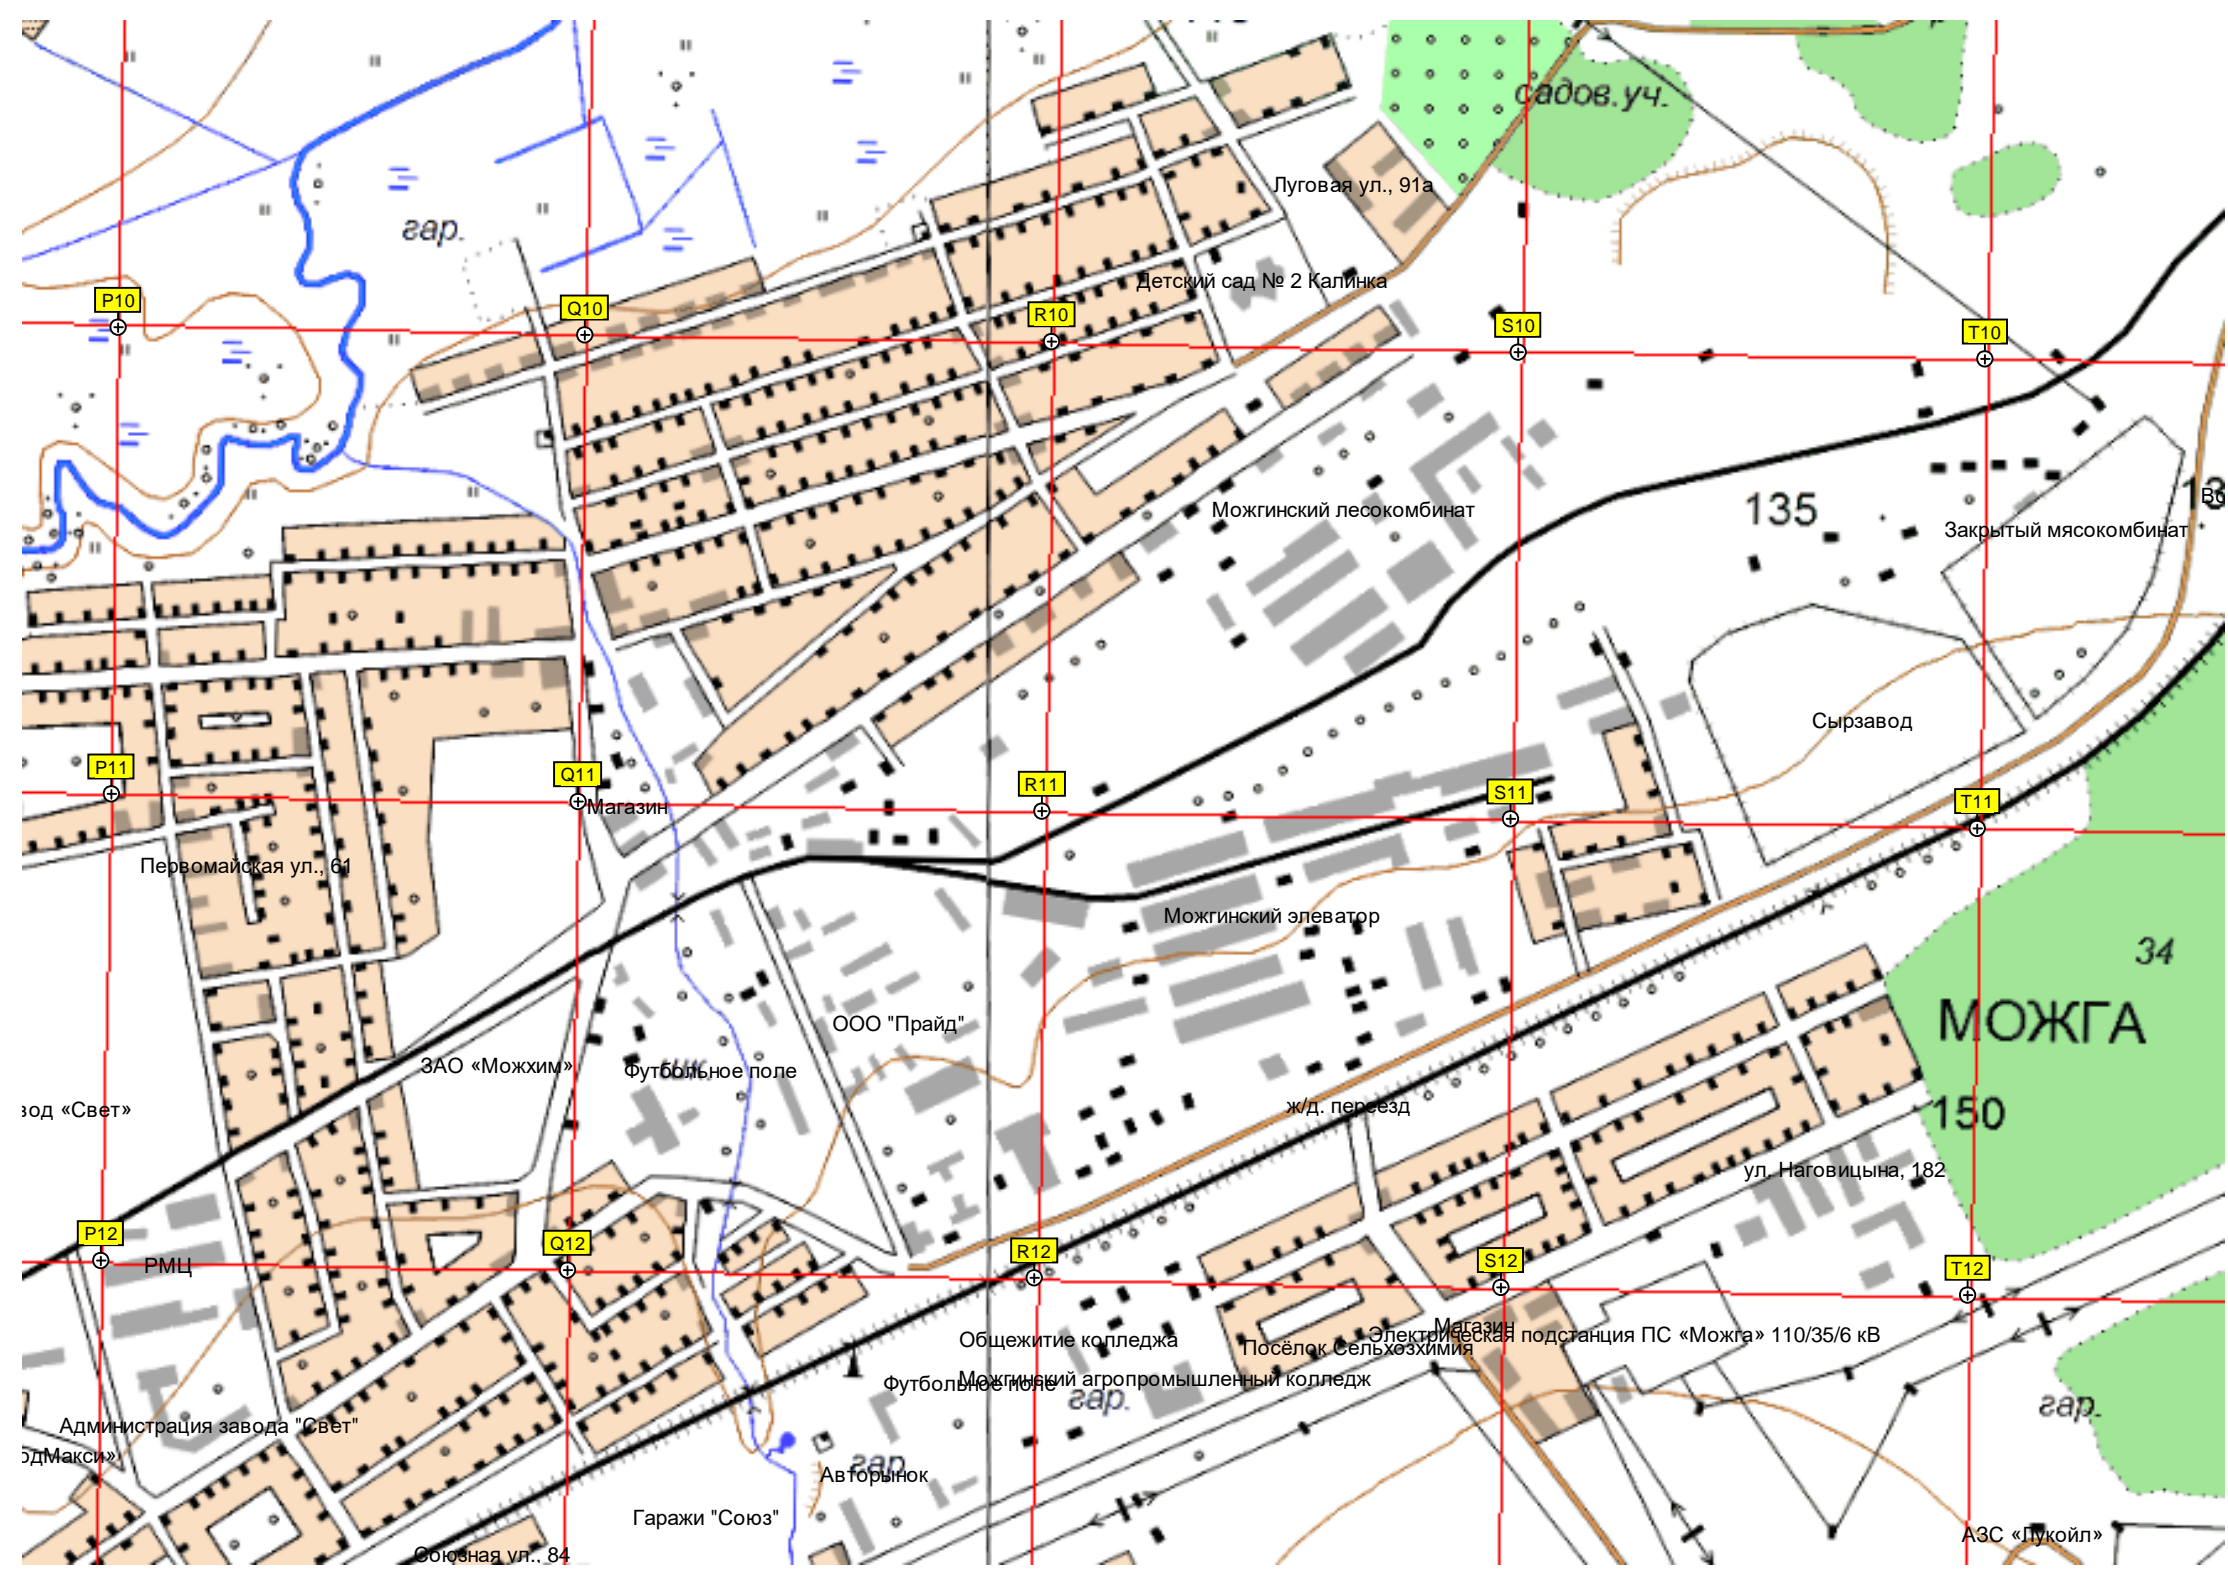 садов.уч.
Луговая ул., 91а
гар.
Детский сад № 2 Калинка
P10
Q10
R10
S10
T10
Можгинский лесокомбинат
135
Закрытый мясокомбинат
Сырзавод
P11
Q11
R11
S11
T11
Магазин
Первомайская ул., 61
Можгинский элеватор
34
МОЖГА
ООО "Прайд"
ЗАО «Можхим»
Футбольное поле
вод «Свет»
ж/д. переезд
150
ул. Наговицына, 182
P12
Q12
R12
S12
T12
РМЦ
Магазин
Электрическая подстанция ПС «Можга» 110/35/6 кВ
Общежитие колледжа
Посёлок Сельхозхимия
Футбольное поле
Можгинский агропромышленный колледж
гар.
гар.
Администрация завода "Свет"
одМакси»
гар.
Авторынок
Гаражи "Союз"
АЗС «Лукойл»
Союзная ул., 84